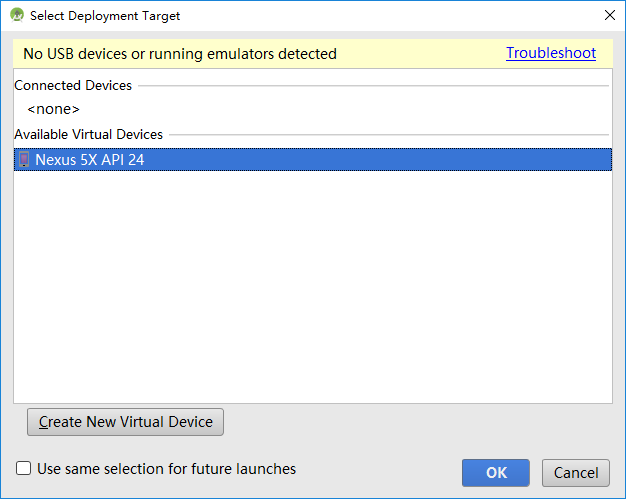 Select Deployment Target
No USB devices or running emulators detected Troubleshoot
Connected Devices
<none>
Available Virtual Devices
Nexus 5X API 24
Create New Virtual Device
Use same selection for future launches
OK Cancel